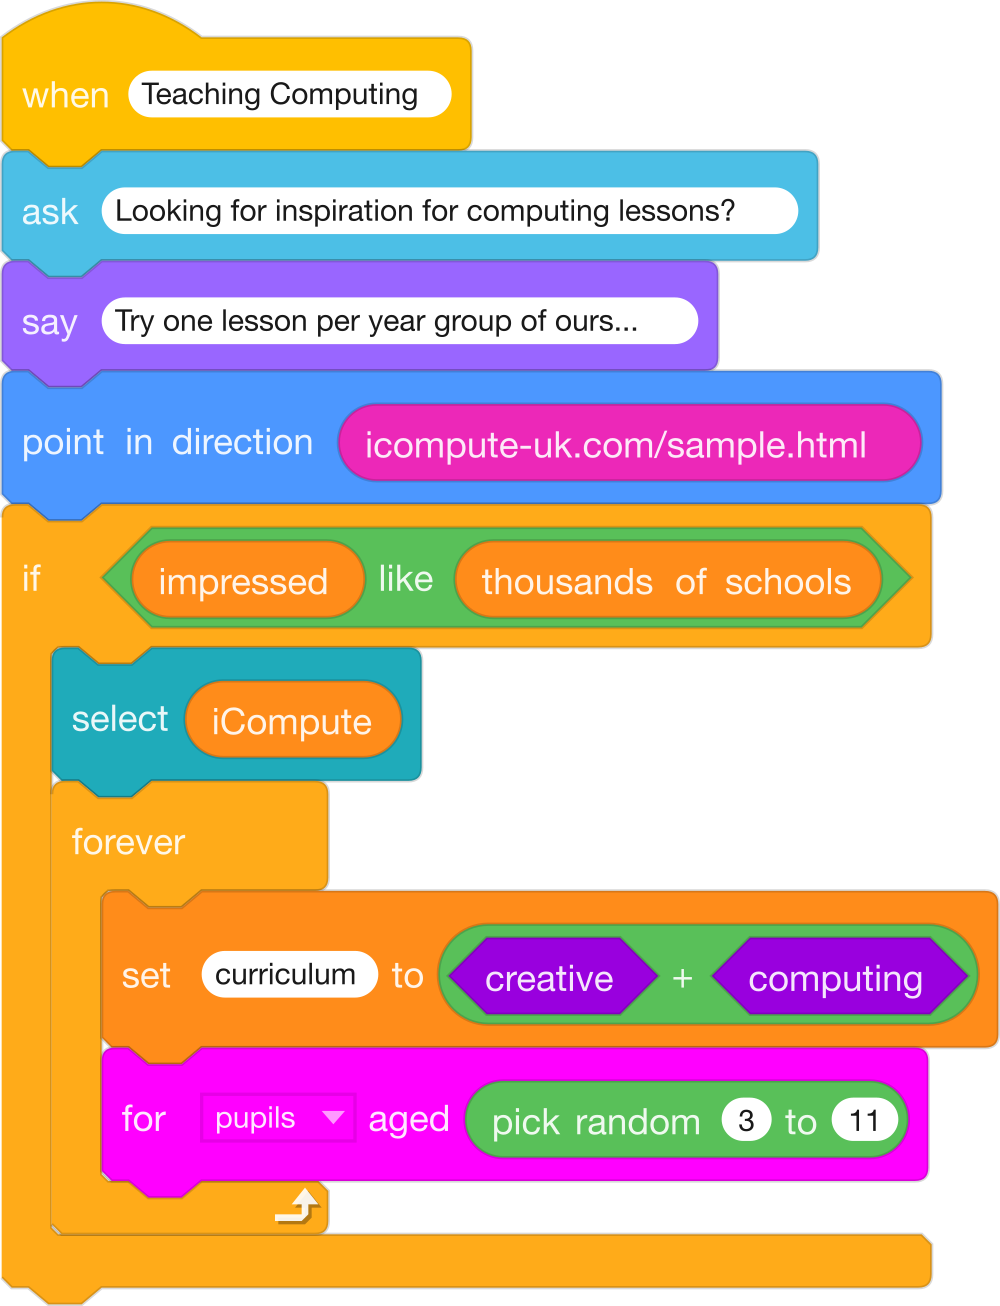 when Teaching Computing
ask Looking for inspiration for computing lessons?
say Try one lesson per year group of ours...
point in direction icompute-uk.com/sample.html
if impressed like thousands of schools
select iCompute
forever
set curriculum to creative + computing
for pupils aged pick random 3 to 11